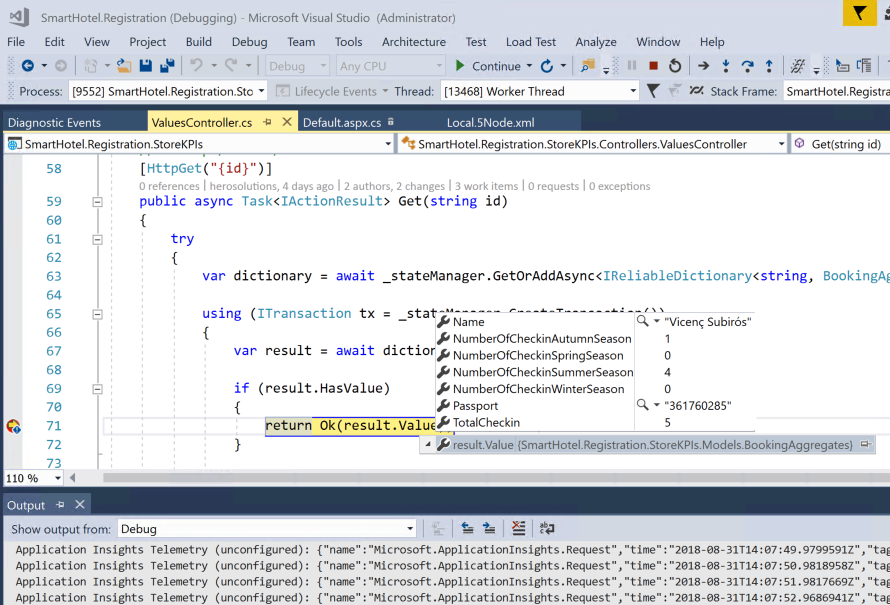 SmartHotel.Registration (Debugging) - Microsoft Visual Studio (Administrator)
File Edit View Project Build Debug Team Tools Architecture Test Load Test Analyze Window Help
Debug Any CPU Continue
Process: [9552] SmartHotel.Registration.Sto Lifecycle Events Thread: [13468] Worker Thread Stack Frame: SmartHotel.Registra
Diagnostic Events ValuesController.cs Default.aspx.cs Local.5Node.xml
SmartHotel.Registration.StoreKPIs SmartHotel.Registration.StoreKPIs.Controllers.ValuesController Get(string id)
58 [HttpGet("{id}")]
0 references | herosolutions, 4 days ago | 2 authors, 2 changes | 3 work items | 0 requests | 0 exceptions
59 public async Task<IActionResult> Get(string id)
60 {
61 try
62 {
63 var dictionary = await _stateManager.GetOrAddAsync<IReliableDictionary<string, BookingAg
64
65 using (ITransaction tx = _stateManager.CreateTransaction())
66 {
Name "Vicenç Subirós"
NumberOfCheckinAutumnSeason 1
67 var result = await diction
NumberOfCheckinSpringSeason 0
68
NumberOfCheckinSummerSeason 4
69 if (result.HasValue)
NumberOfCheckinWinterSeason 0
70 {
Passport "361760285"
71 return Ok(result.Value
TotalCheckin 5
72 }
result.Value {SmartHotel.Registration.StoreKPIs.Models.BookingAggregates}
73
110 %
Output
Show output from: Debug
Application Insights Telemetry (unconfigured): {"name":"Microsoft.ApplicationInsights.Request","time":"2018-08-31T14:07:49.9799591Z","tag
Application Insights Telemetry (unconfigured): {"name":"Microsoft.ApplicationInsights.Request","time":"2018-08-31T14:07:50.9818958Z","tag
Application Insights Telemetry (unconfigured): {"name":"Microsoft.ApplicationInsights.Request","time":"2018-08-31T14:07:51.9817669Z","tag
Application Insights Telemetry (unconfigured): {"name":"Microsoft.ApplicationInsights.Request","time":"2018-08-31T14:07:52.9686941Z","tag